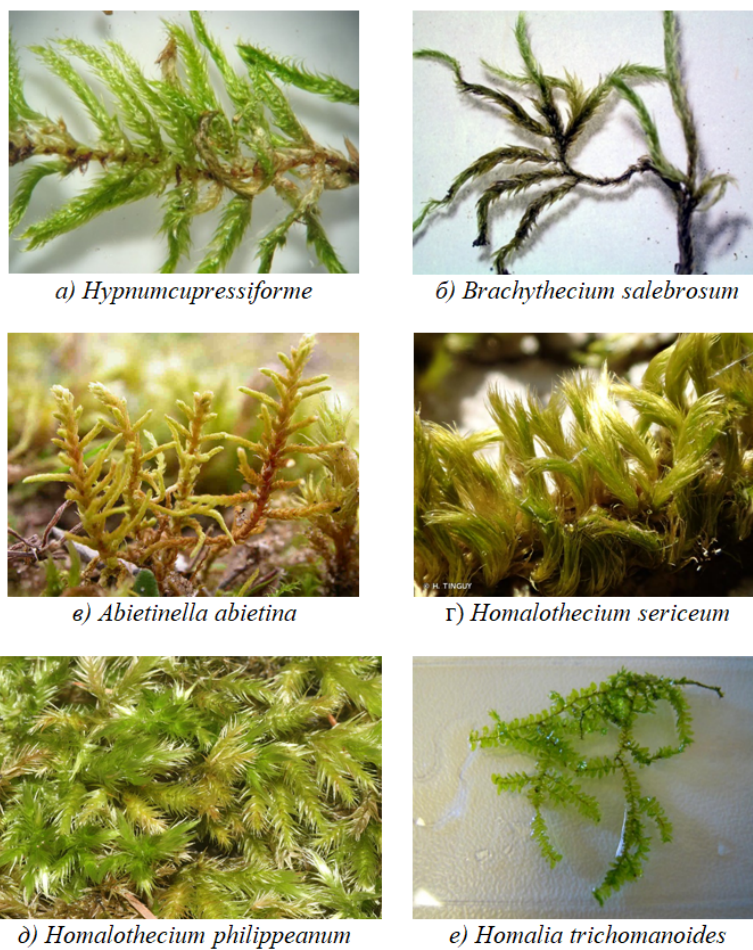 а) Hypnumcupressiforme
б) Brachythecium salebrosum
в) Abietinella abietina
© H. TINGUY
г) Homalothecium sericeum
д) Homalothecium philippeanum
е) Homalia trichomanoides